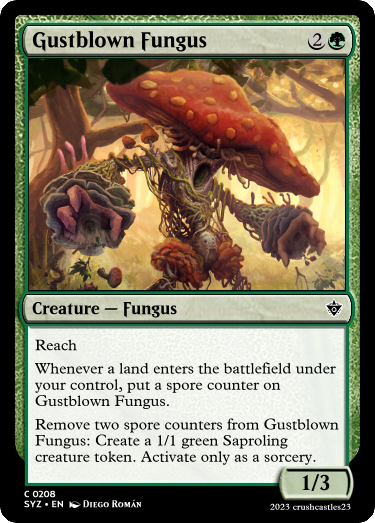 Gustblown Fungus 2
Creature — Fungus
Reach
Whenever a land enters the battlefield under
your control, put a spore counter on
Gustblown Fungus.
Remove two spore counters from Gustblown
Fungus: Create a 1/1 green Saproling
creature token. Activate only as a sorcery.
1/3
C 0208
SYZ • EN DIEGO ROMÁN
2023 crushcastles23